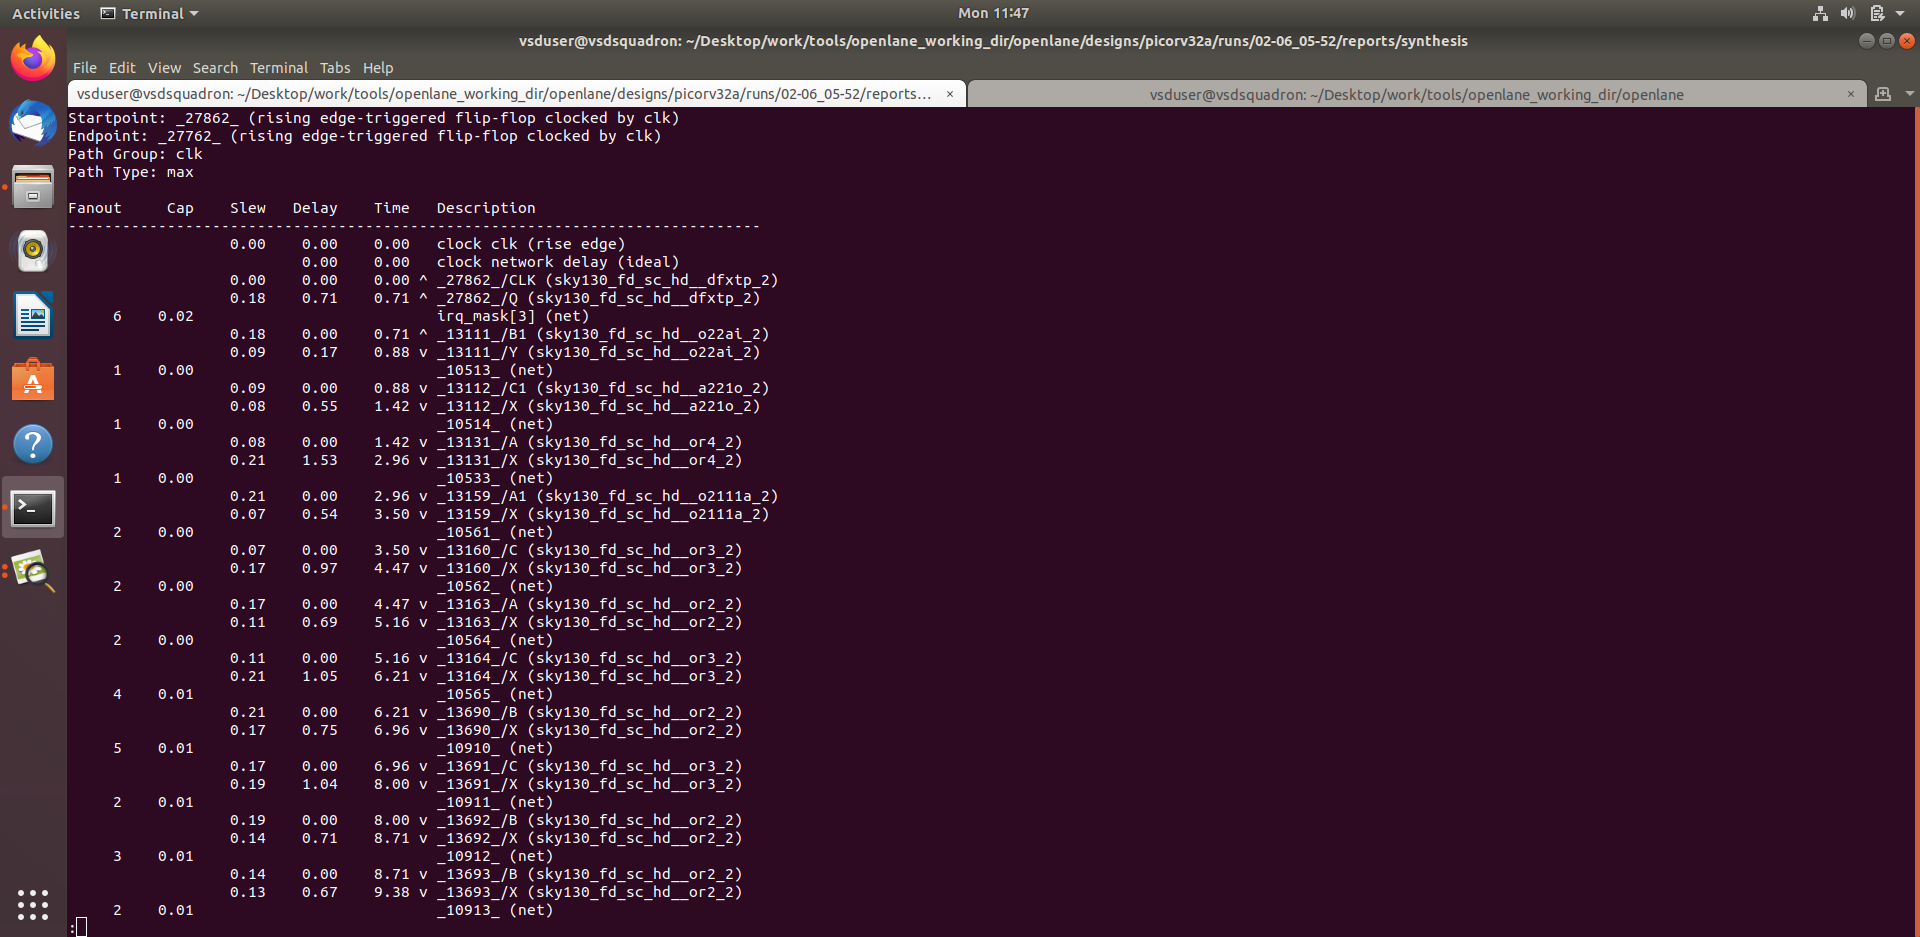 Activities Terminal Mon 11:47
vsduser@vsdsquadron: ~/Desktop/work/tools/openlane_working_dir/openlane/designs/picorv32a/runs/02-06_05-52/reports/synthesis
File Edit View Search Terminal Tabs Help
vsduser@vsdsquadron: ~/Desktop/work/tools/openlane_working_dir/openlane/designs/picorv32a/runs/02-06_05-52/reports… × vsduser@vsdsquadron: ~/Desktop/work/tools/openlane_working_dir/openlane ×
Startpoint: _27862_ (rising edge-triggered flip-flop clocked by clk)
Endpoint: _27762_ (rising edge-triggered flip-flop clocked by clk)
Path Group: clk
Path Type: max
Fanout Cap Slew Delay Time Description
-----------------------------------------------------------------------------
0.00 0.00 0.00 clock clk (rise edge)
0.00 0.00 clock network delay (ideal)
0.00 0.00 0.00 ^ _27862_/CLK (sky130_fd_sc_hd__dfxtp_2)
0.18 0.71 0.71 ^ _27862_/Q (sky130_fd_sc_hd__dfxtp_2)
6 0.02 irq_mask[3] (net)
0.18 0.00 0.71 ^ _13111_/B1 (sky130_fd_sc_hd__o22ai_2)
0.09 0.17 0.88 v _13111_/Y (sky130_fd_sc_hd__o22ai_2)
1 0.00 _10513_ (net)
0.09 0.00 0.88 v _13112_/C1 (sky130_fd_sc_hd__a221o_2)
0.08 0.55 1.42 v _13112_/X (sky130_fd_sc_hd__a221o_2)
1 0.00 _10514_ (net)
0.08 0.00 1.42 v _13131_/A (sky130_fd_sc_hd__or4_2)
0.21 1.53 2.96 v _13131_/X (sky130_fd_sc_hd__or4_2)
1 0.00 _10533_ (net)
0.21 0.00 2.96 v _13159_/A1 (sky130_fd_sc_hd__o2111a_2)
0.07 0.54 3.50 v _13159_/X (sky130_fd_sc_hd__o2111a_2)
2 0.00 _10561_ (net)
0.07 0.00 3.50 v _13160_/C (sky130_fd_sc_hd__or3_2)
0.17 0.97 4.47 v _13160_/X (sky130_fd_sc_hd__or3_2)
2 0.00 _10562_ (net)
0.17 0.00 4.47 v _13163_/A (sky130_fd_sc_hd__or2_2)
0.11 0.69 5.16 v _13163_/X (sky130_fd_sc_hd__or2_2)
2 0.00 _10564_ (net)
0.11 0.00 5.16 v _13164_/C (sky130_fd_sc_hd__or3_2)
0.21 1.05 6.21 v _13164_/X (sky130_fd_sc_hd__or3_2)
4 0.01 _10565_ (net)
0.21 0.00 6.21 v _13690_/B (sky130_fd_sc_hd__or2_2)
0.17 0.75 6.96 v _13690_/X (sky130_fd_sc_hd__or2_2)
5 0.01 _10910_ (net)
0.17 0.00 6.96 v _13691_/C (sky130_fd_sc_hd__or3_2)
0.19 1.04 8.00 v _13691_/X (sky130_fd_sc_hd__or3_2)
2 0.01 _10911_ (net)
0.19 0.00 8.00 v _13692_/B (sky130_fd_sc_hd__or2_2)
0.14 0.71 8.71 v _13692_/X (sky130_fd_sc_hd__or2_2)
3 0.01 _10912_ (net)
0.14 0.00 8.71 v _13693_/B (sky130_fd_sc_hd__or2_2)
0.13 0.67 9.38 v _13693_/X (sky130_fd_sc_hd__or2_2)
2 0.01 _10913_ (net)
: